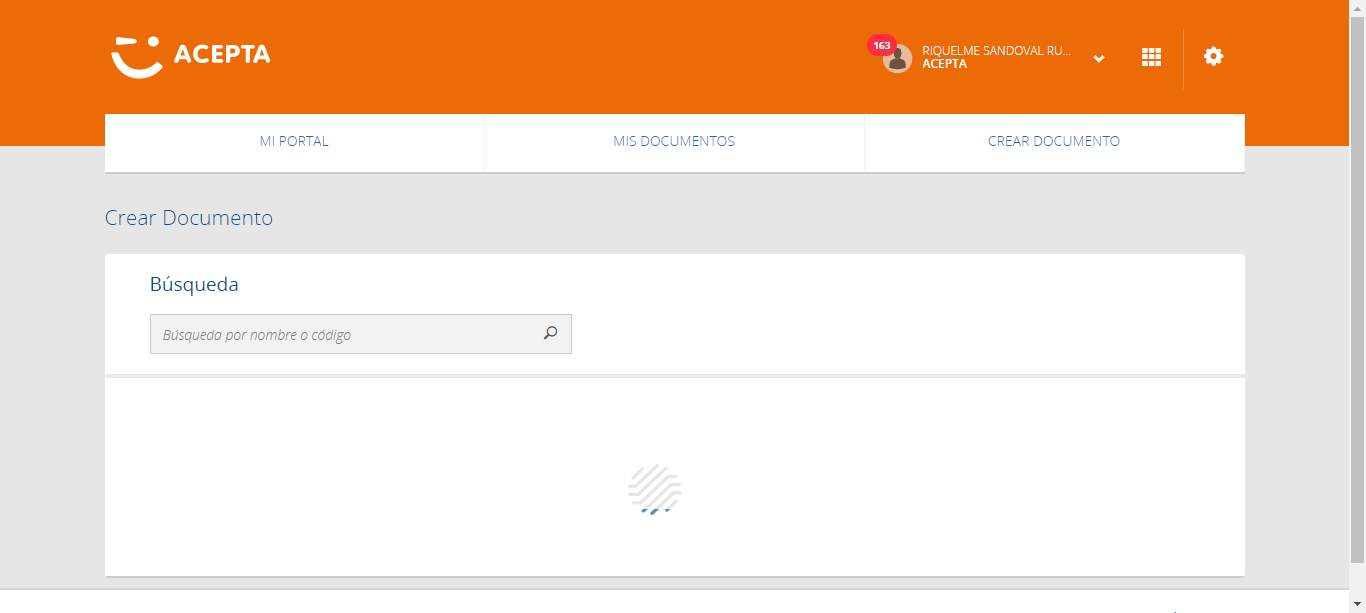 ACEPTA
163
RIQUELME SANDOVAL RU...
ACEPTA
MI PORTAL
MIS DOCUMENTOS
CREAR DOCUMENTO
Crear Documento
Búsqueda
Búsqueda por nombre o código